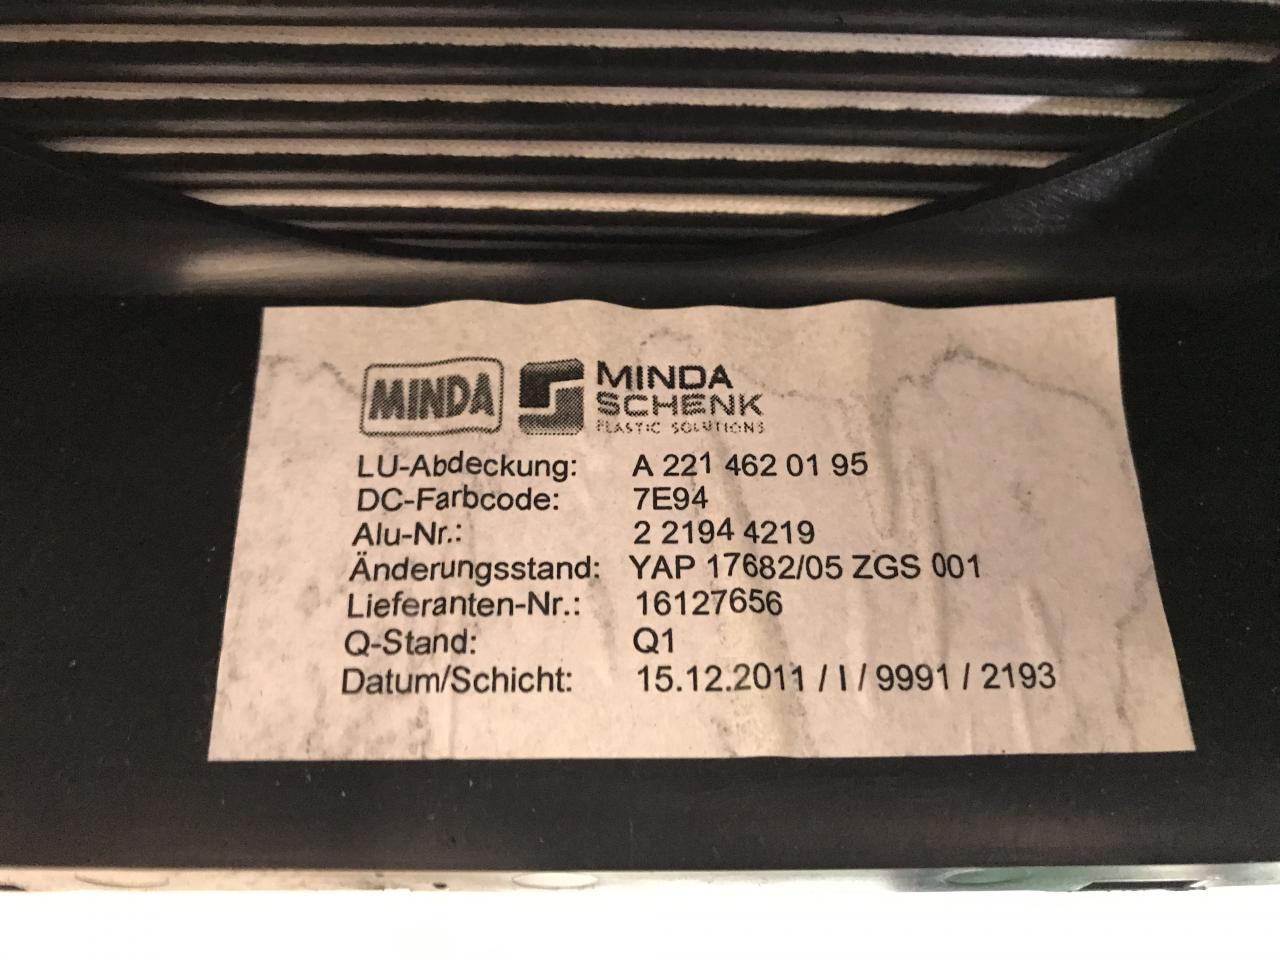 MINDA MINDA
SCHENK
PLASTIC SOLUTIONS
LU-Abdeckung: A 221 462 01 95
DC-Farbcode: 7E94
Alu-Nr.: 2 2194 4219
Änderungsstand: YAP 17682/05 ZGS 001
Lieferanten-Nr.: 16127656
Q-Stand: Q1
Datum/Schicht: 15.12.2011 / I / 9991 / 2193